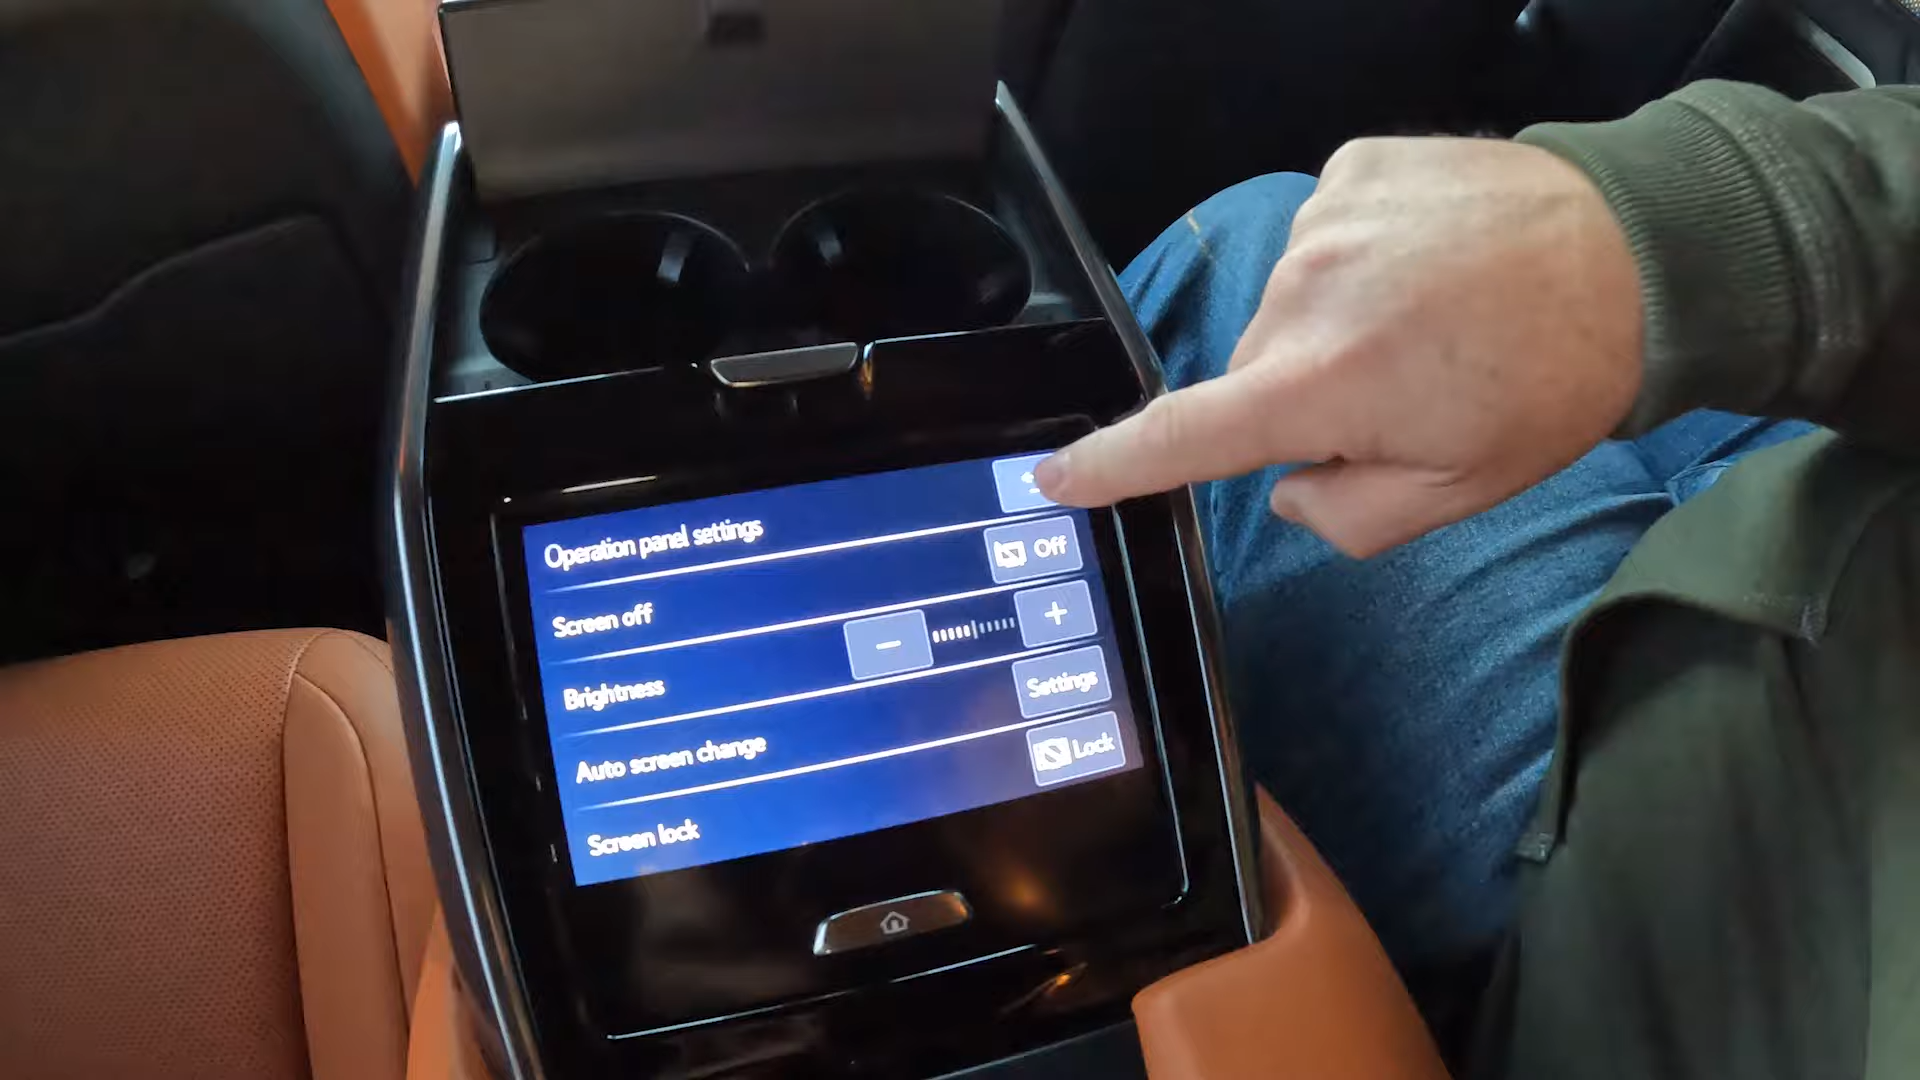 Operation panel settings
Screen off
Off
Brightness
−
+
Auto screen change
Settings
Screen lock
Lock